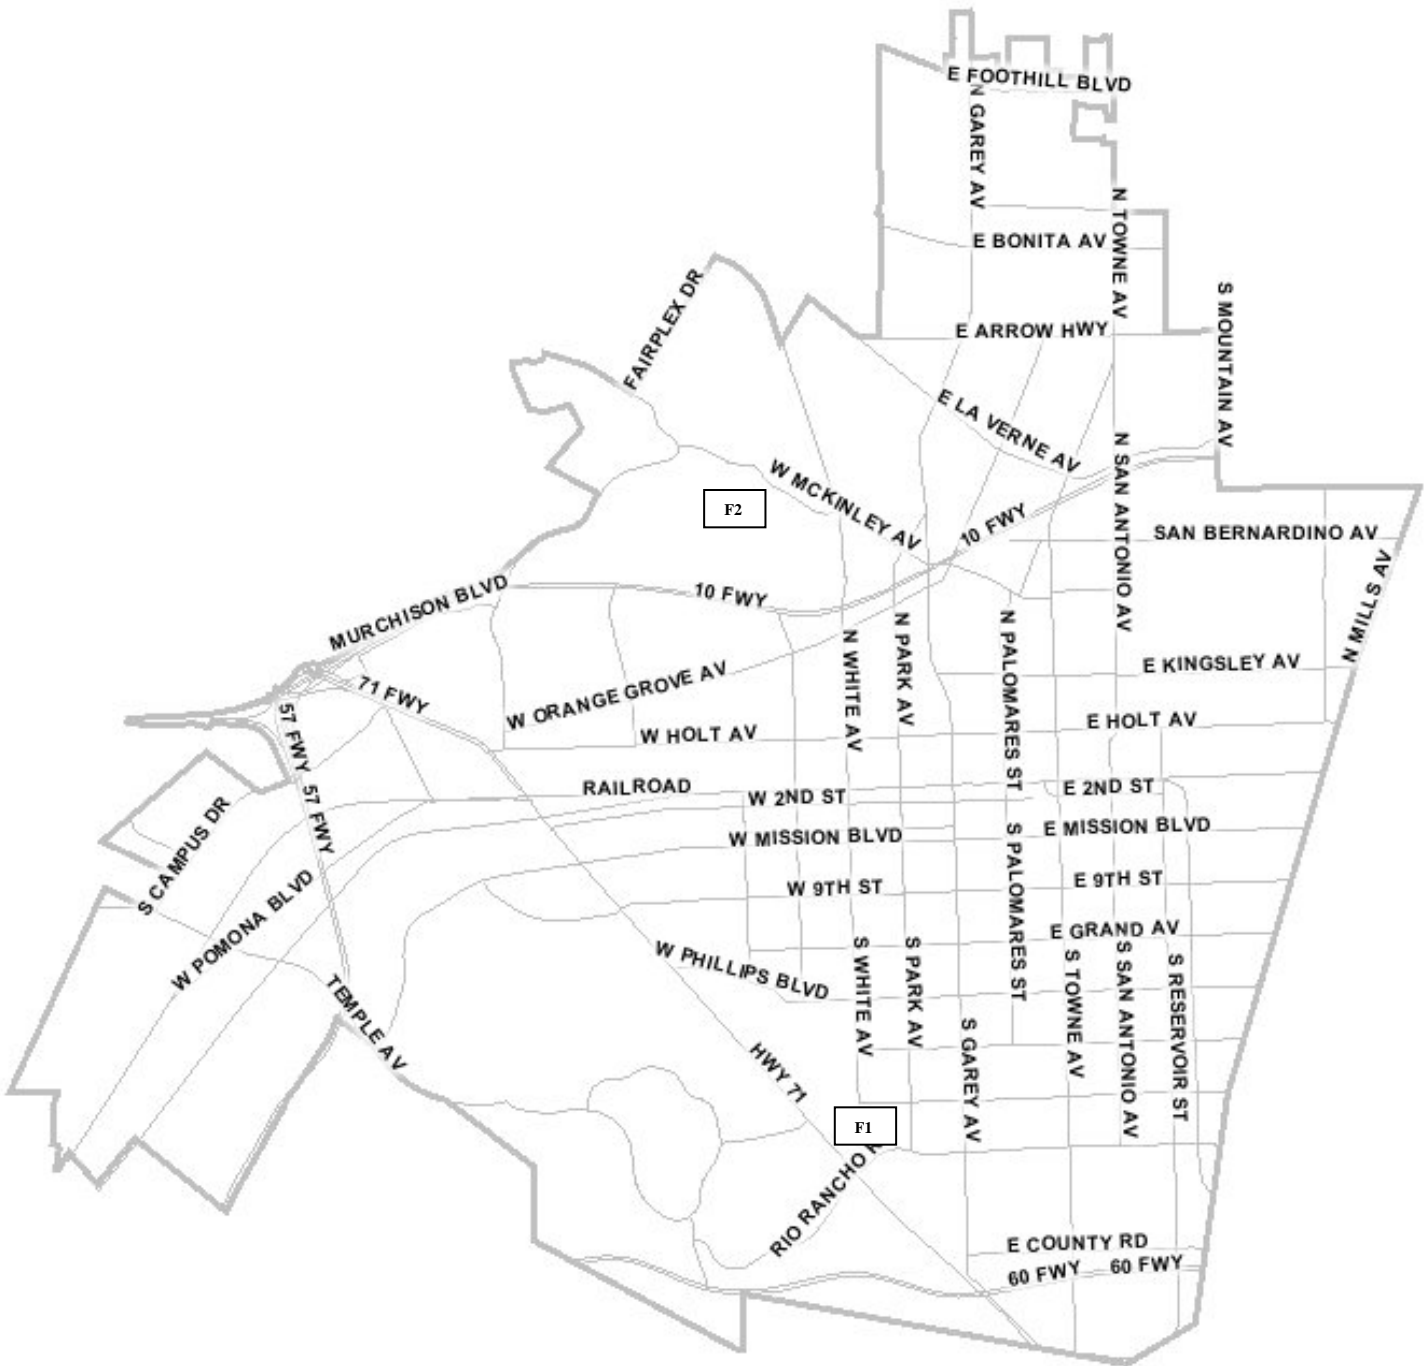 E FOOTHILL BLVD
N GAREY AV
N TOWNE AV
E BONITA AV
FAIRPLEX DR
S MOUNTAIN AV
E ARROW HWY
E LA VERNE AV
N SAN ANTONIO AV
W MCKINLEY AV
F2
10 FWY
SAN BERNARDINO AV
N MILLS AV
MURCHISON BLVD
10 FWY
N PARK AV
N PALOMARES ST
N WHITE AV
E KINGSLEY AV
71 FWY
W ORANGE GROVE AV
57 FWY
W HOLT AV
E HOLT AV
RAILROAD
57 FWY
W 2ND ST
E 2ND ST
S CAMPUS DR
W MISSION BLVD
S PALOMARES ST
E MISSION BLVD
W POMONA BLVD
W 9TH ST
E 9TH ST
E GRAND AV
W PHILLIPS BLVD
S WHITE AV
S PARK AV
S TOWNE AV
S SAN ANTONIO AV
S RESERVOIR ST
TEMPLE AV
S GAREY AV
HWY 71
F1
RIO RANCHO
E COUNTY RD
60 FWY
60 FWY